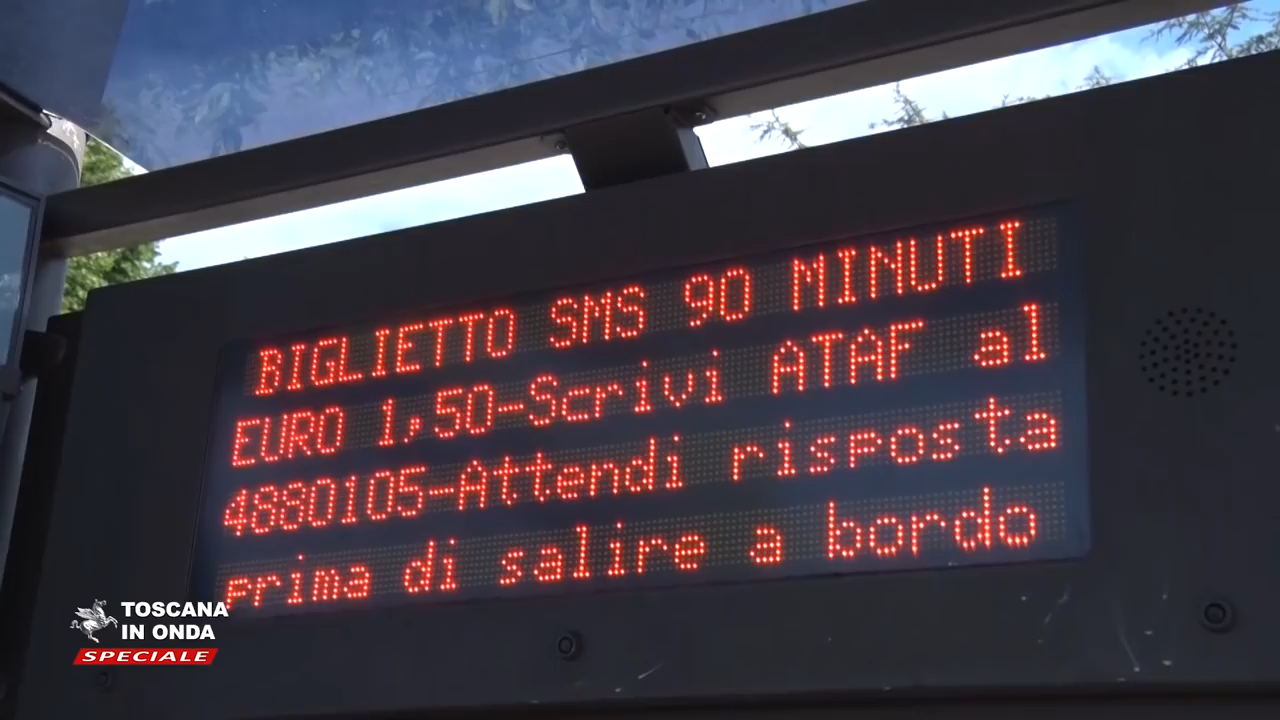 BIGLIETTO SMS 90 MINUTI
EURO 1,50-Scrivi ATAF al
4880105-Attendi risposta
prima di salire a bordo
TOSCANA
IN ONDA
SPECIALE